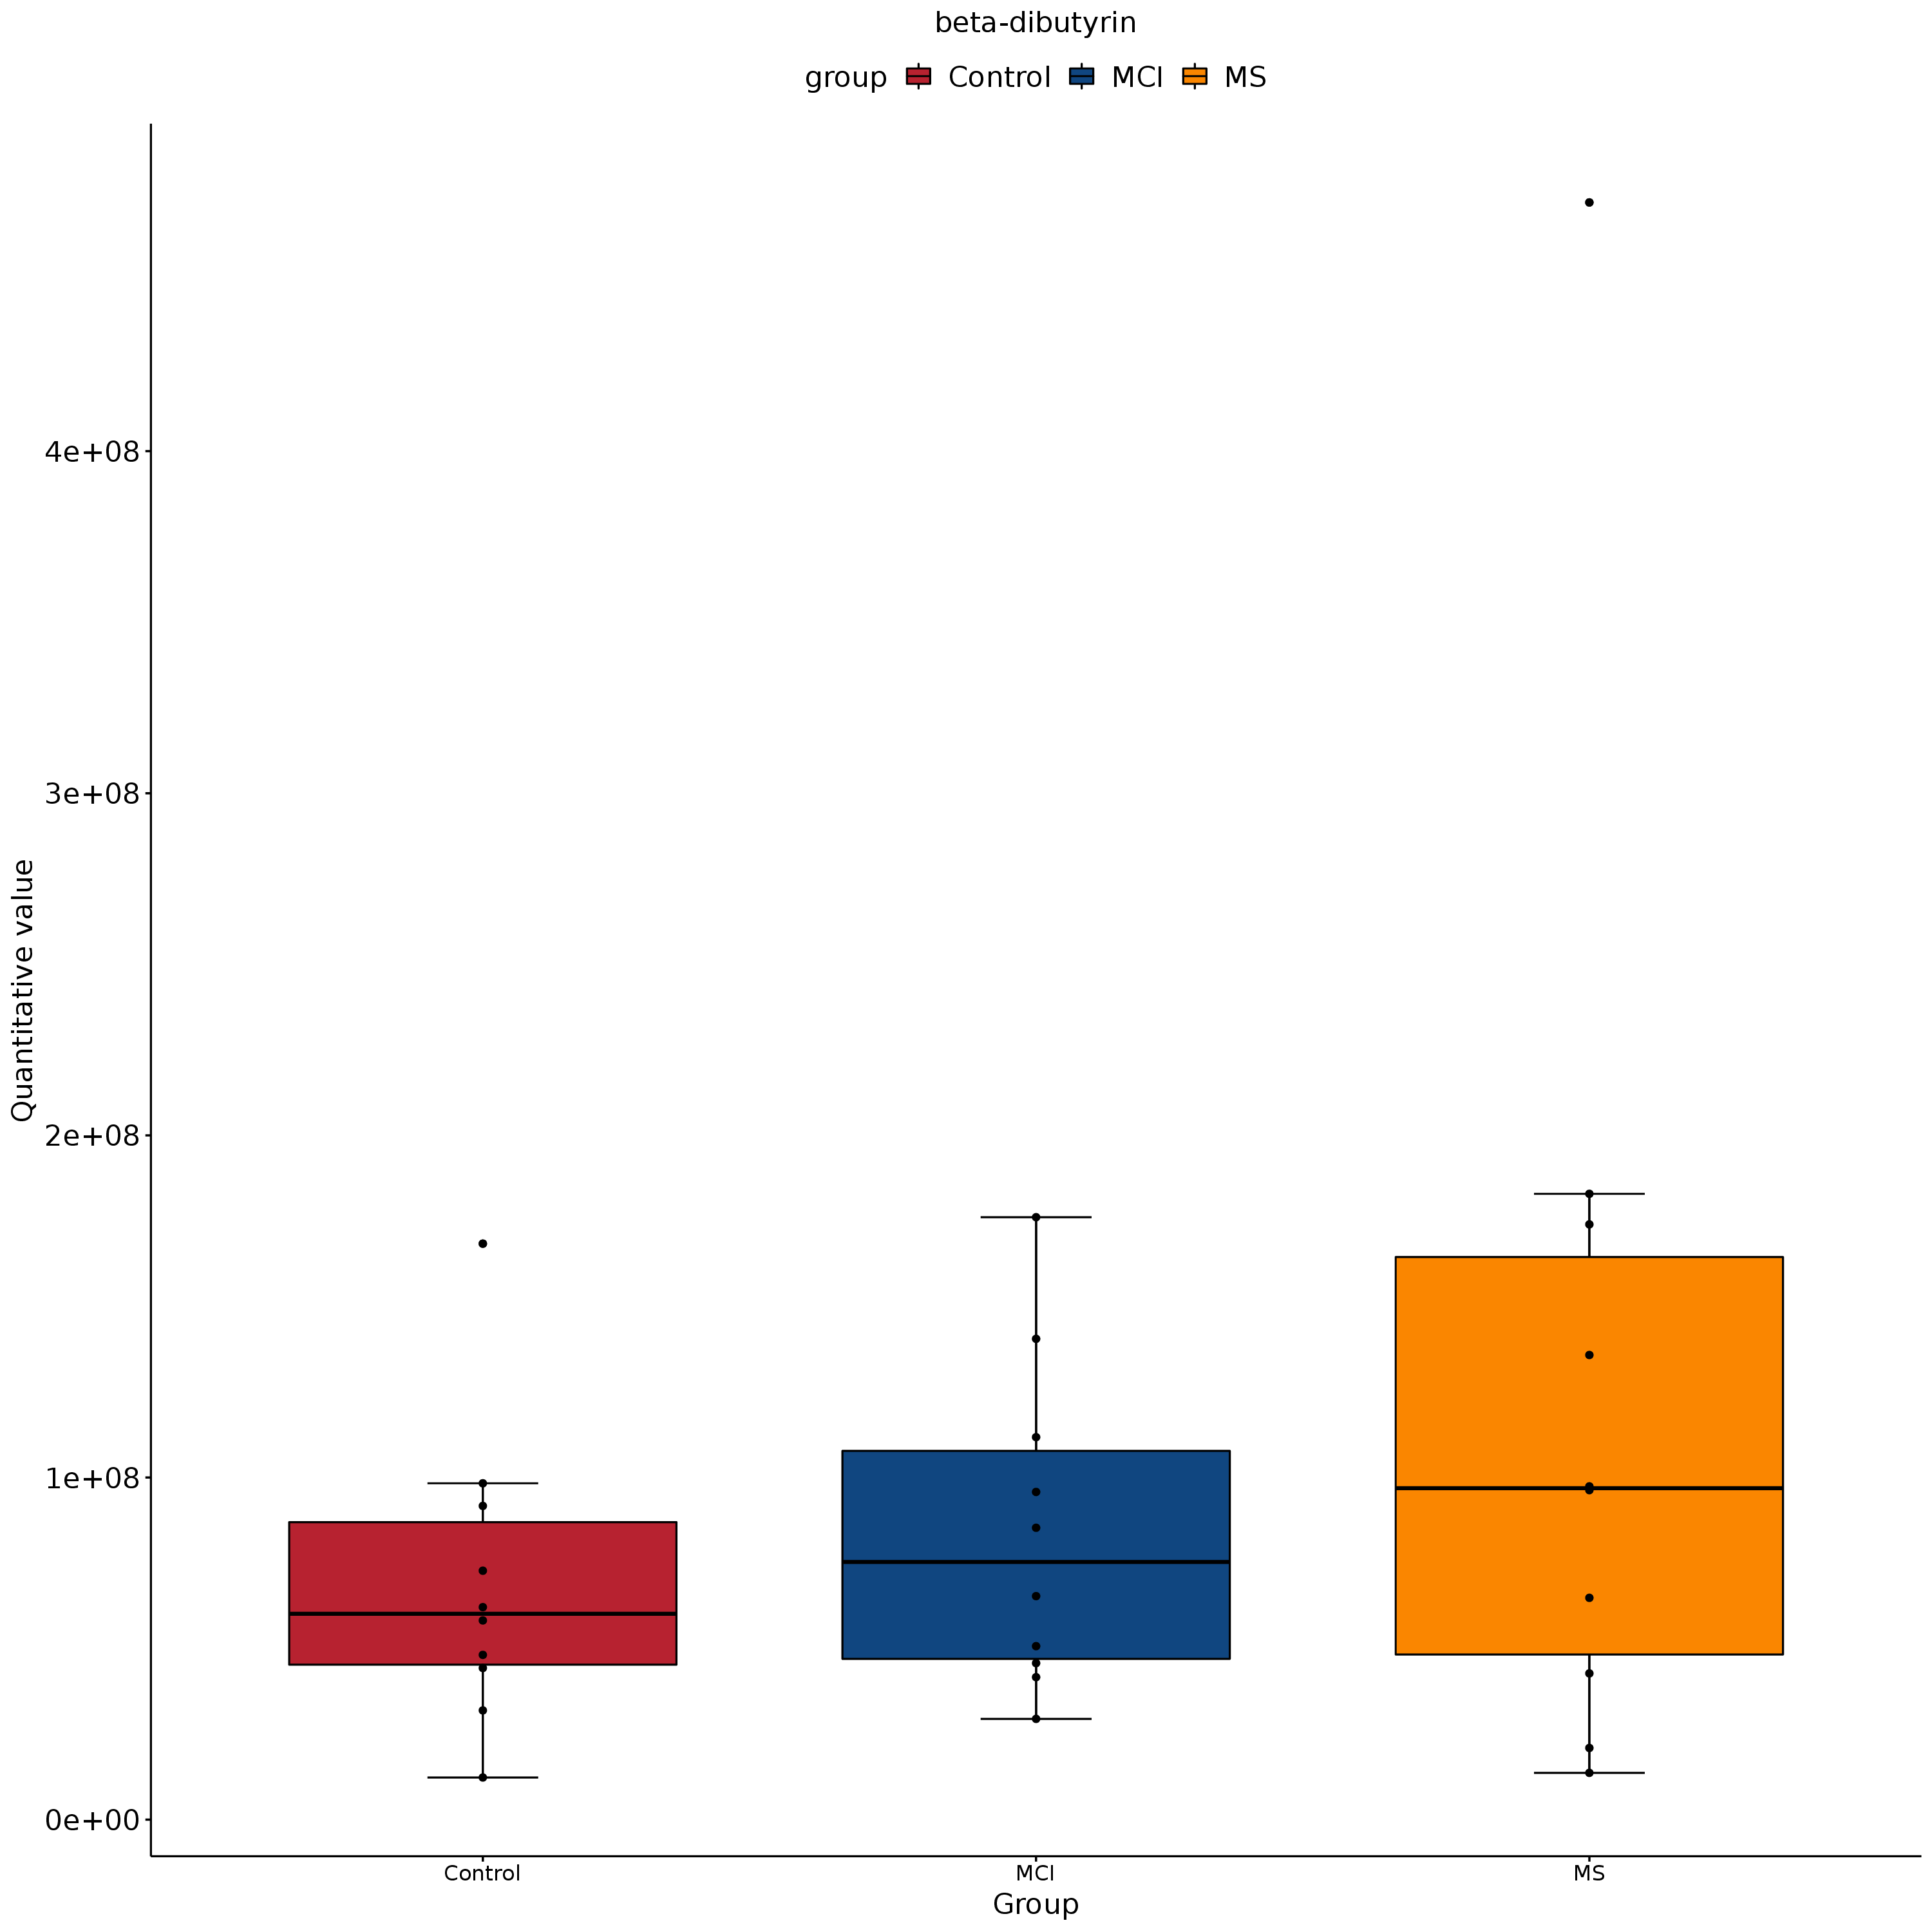 beta-dibutyrin
group Control MCI MS
Quantitative value
4e+08
3e+08
2e+08
1e+08
0e+00
Control MCI MS
Group